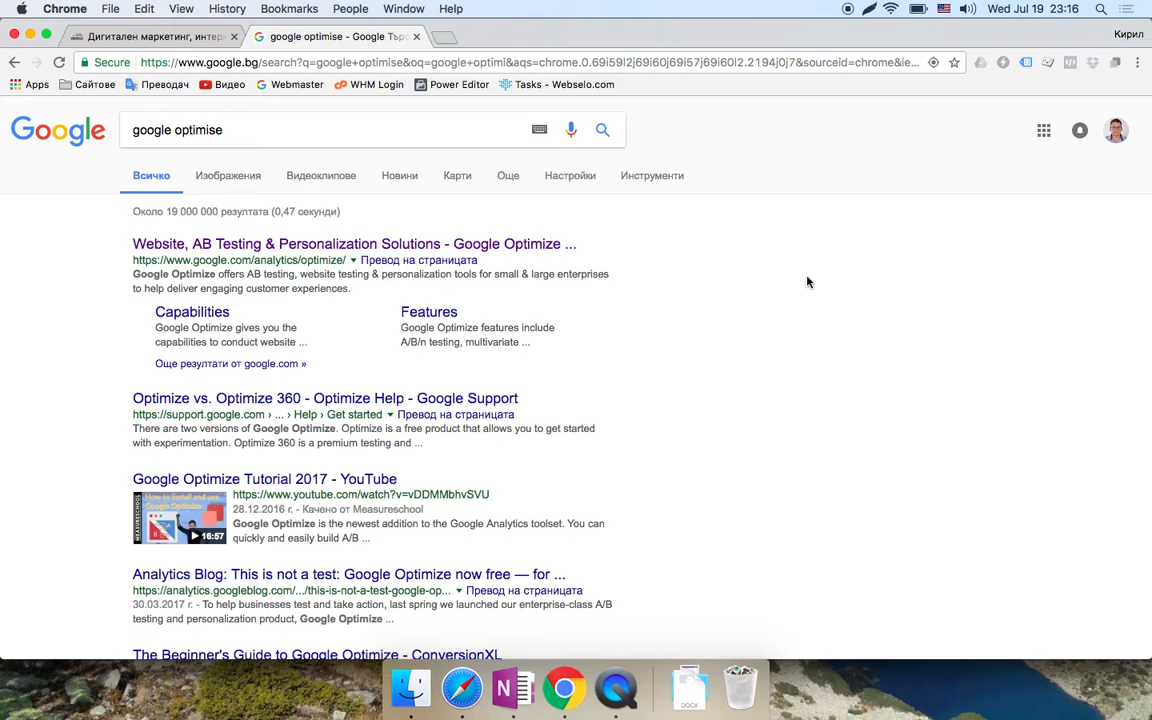 Chrome File Edit View History Bookmarks People Window Help Wed Jul 19 23:16
Дигитален маркетинг, интерн google optimise - Google Тър Кирил
Secure https://www.google.bg/search?q=google+optimise&oq=google+optimi&aqs=chrome.0.69i59l2j69i60j69i57j69i60l2.2194j0j7&sourceid=chrome&ie...
Apps Сайтове Преводач Видео Webmaster WHM Login Power Editor Tasks - Webselo.com
Google google optimise
Всичко Изображения Видеоклипове Новини Карти Още Настройки Инструменти
Около 19 000 000 резултата (0,47 секунди)
Website, AB Testing & Personalization Solutions - Google Optimize ...
https://www.google.com/analytics/optimize/ Превод на страницата
Google Optimize offers AB testing, website testing & personalization tools for small & large enterprises
to help deliver engaging customer experiences.
Capabilities
Google Optimize gives you the
capabilities to conduct website ...
Features
Google Optimize features include
A/B/n testing, multivariate ...
Още резултати от google.com »
Optimize vs. Optimize 360 - Optimize Help - Google Support
https://support.google.com › ... › Help › Get started Превод на страницата
There are two versions of Google Optimize. Optimize is a free product that allows you to get started
with experimentation. Optimize 360 is a premium testing and ...
Google Optimize Tutorial 2017 - YouTube
How to install and use
Google Optimize
MEASURESCHOOL
16:57
https://www.youtube.com/watch?v=vDDMMbhvSVU
28.12.2016 г. - Качено от Measureschool
Google Optimize is the newest addition to the Google Analytics toolset. You can
quickly and easily build A/B ...
Analytics Blog: This is not a test: Google Optimize now free — for ...
https://analytics.googleblog.com/.../this-is-not-a-test-google-op... Превод на страницата
30.03.2017 г. - To help businesses test and take action, last spring we launched our enterprise-class A/B
testing and personalization product, Google Optimize ...
The Beginner's Guide to Google Optimize - ConversionXL
DOCX